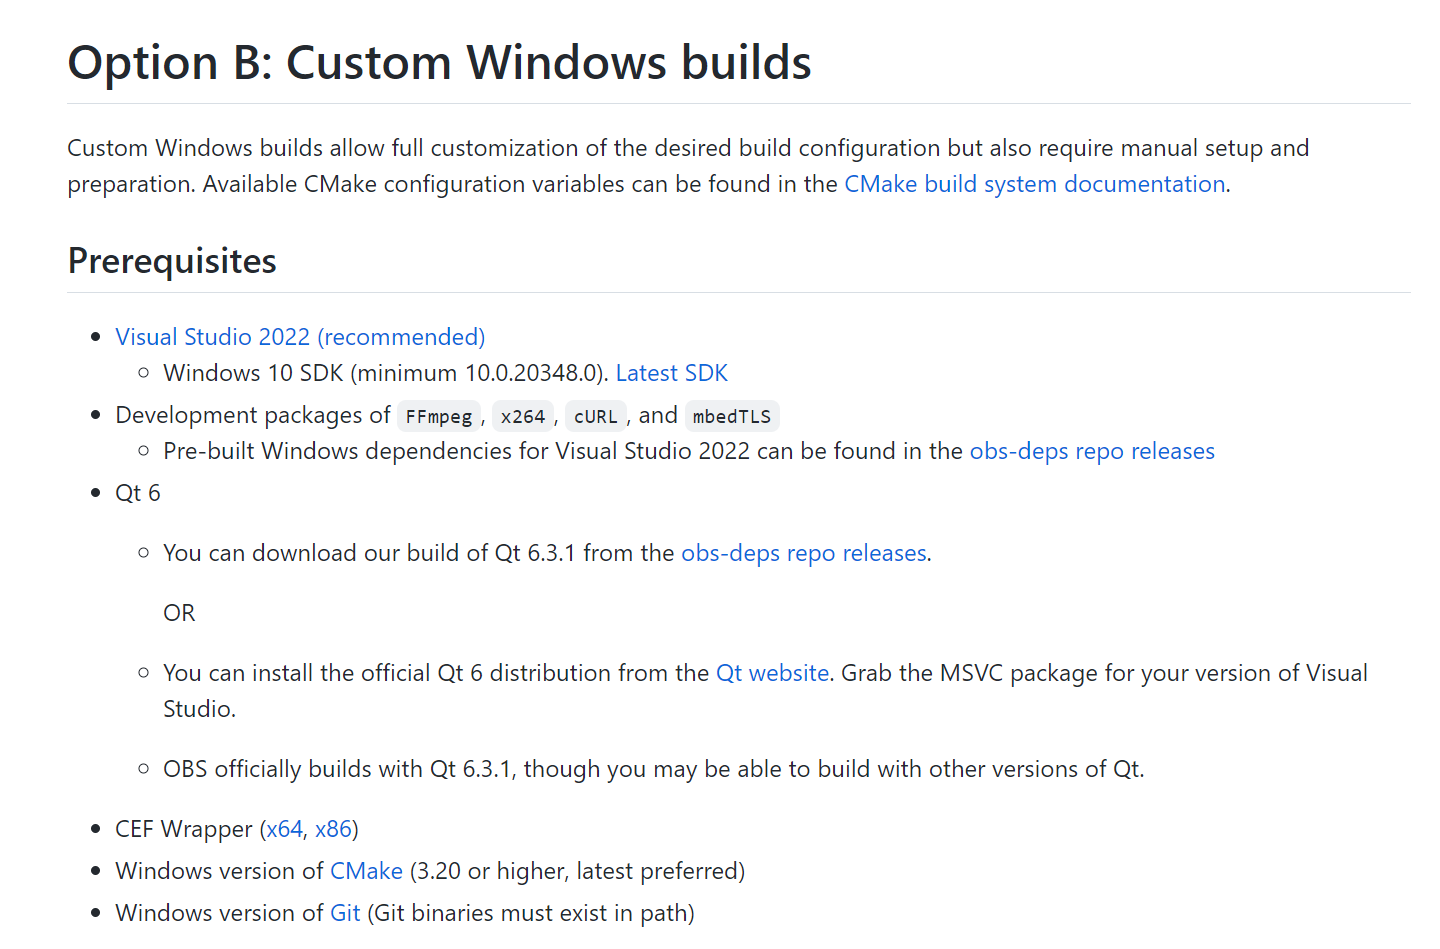 Option B: Custom Windows builds
Custom Windows builds allow full customization of the desired build configuration but also require manual setup and
preparation. Available CMake configuration variables can be found in the CMake build system documentation.
Prerequisites
Visual Studio 2022 (recommended)
Windows 10 SDK (minimum 10.0.20348.0). Latest SDK
Development packages of FFmpeg, x264, cURL, and mbedTLS
Pre-built Windows dependencies for Visual Studio 2022 can be found in the obs-deps repo releases
Qt 6
You can download our build of Qt 6.3.1 from the obs-deps repo releases.
OR
You can install the official Qt 6 distribution from the Qt website. Grab the MSVC package for your version of Visual
Studio.
OBS officially builds with Qt 6.3.1, though you may be able to build with other versions of Qt.
CEF Wrapper (x64, x86)
Windows version of CMake (3.20 or higher, latest preferred)
Windows version of Git (Git binaries must exist in path)